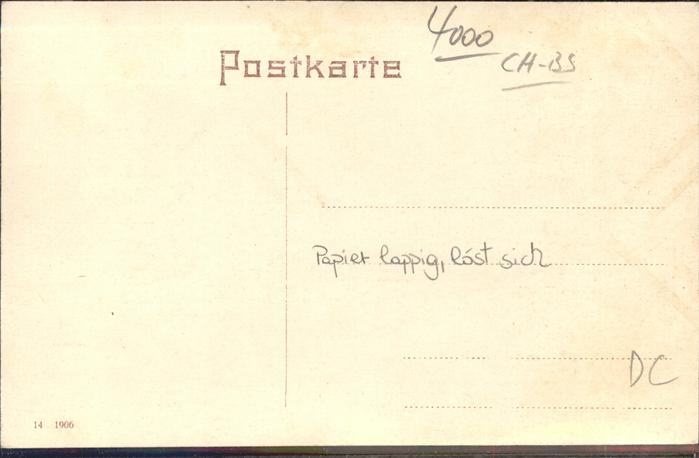 4000
CH-BS
Postkarte
Papier lappig, löst sich
DC
14 1906